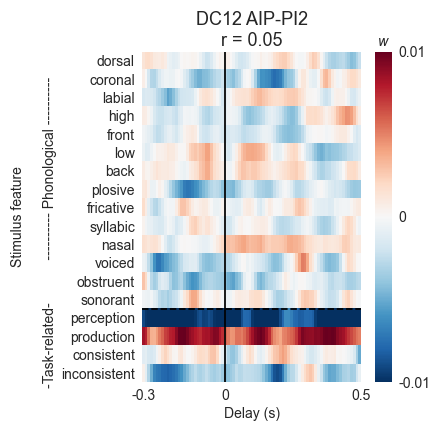 DC12 AIP-PI2
r = 0.05
w
dorsal
coronal
labial
high
front
low
back
plosive
fricative
syllabic
nasal
voiced
obstruent
sonorant
perception
production
consistent
inconsistent
Stimulus feature
---------- Phonological ----------
-Task-related-
0.01
0
-0.01
-0.3
0
0.5
Delay (s)